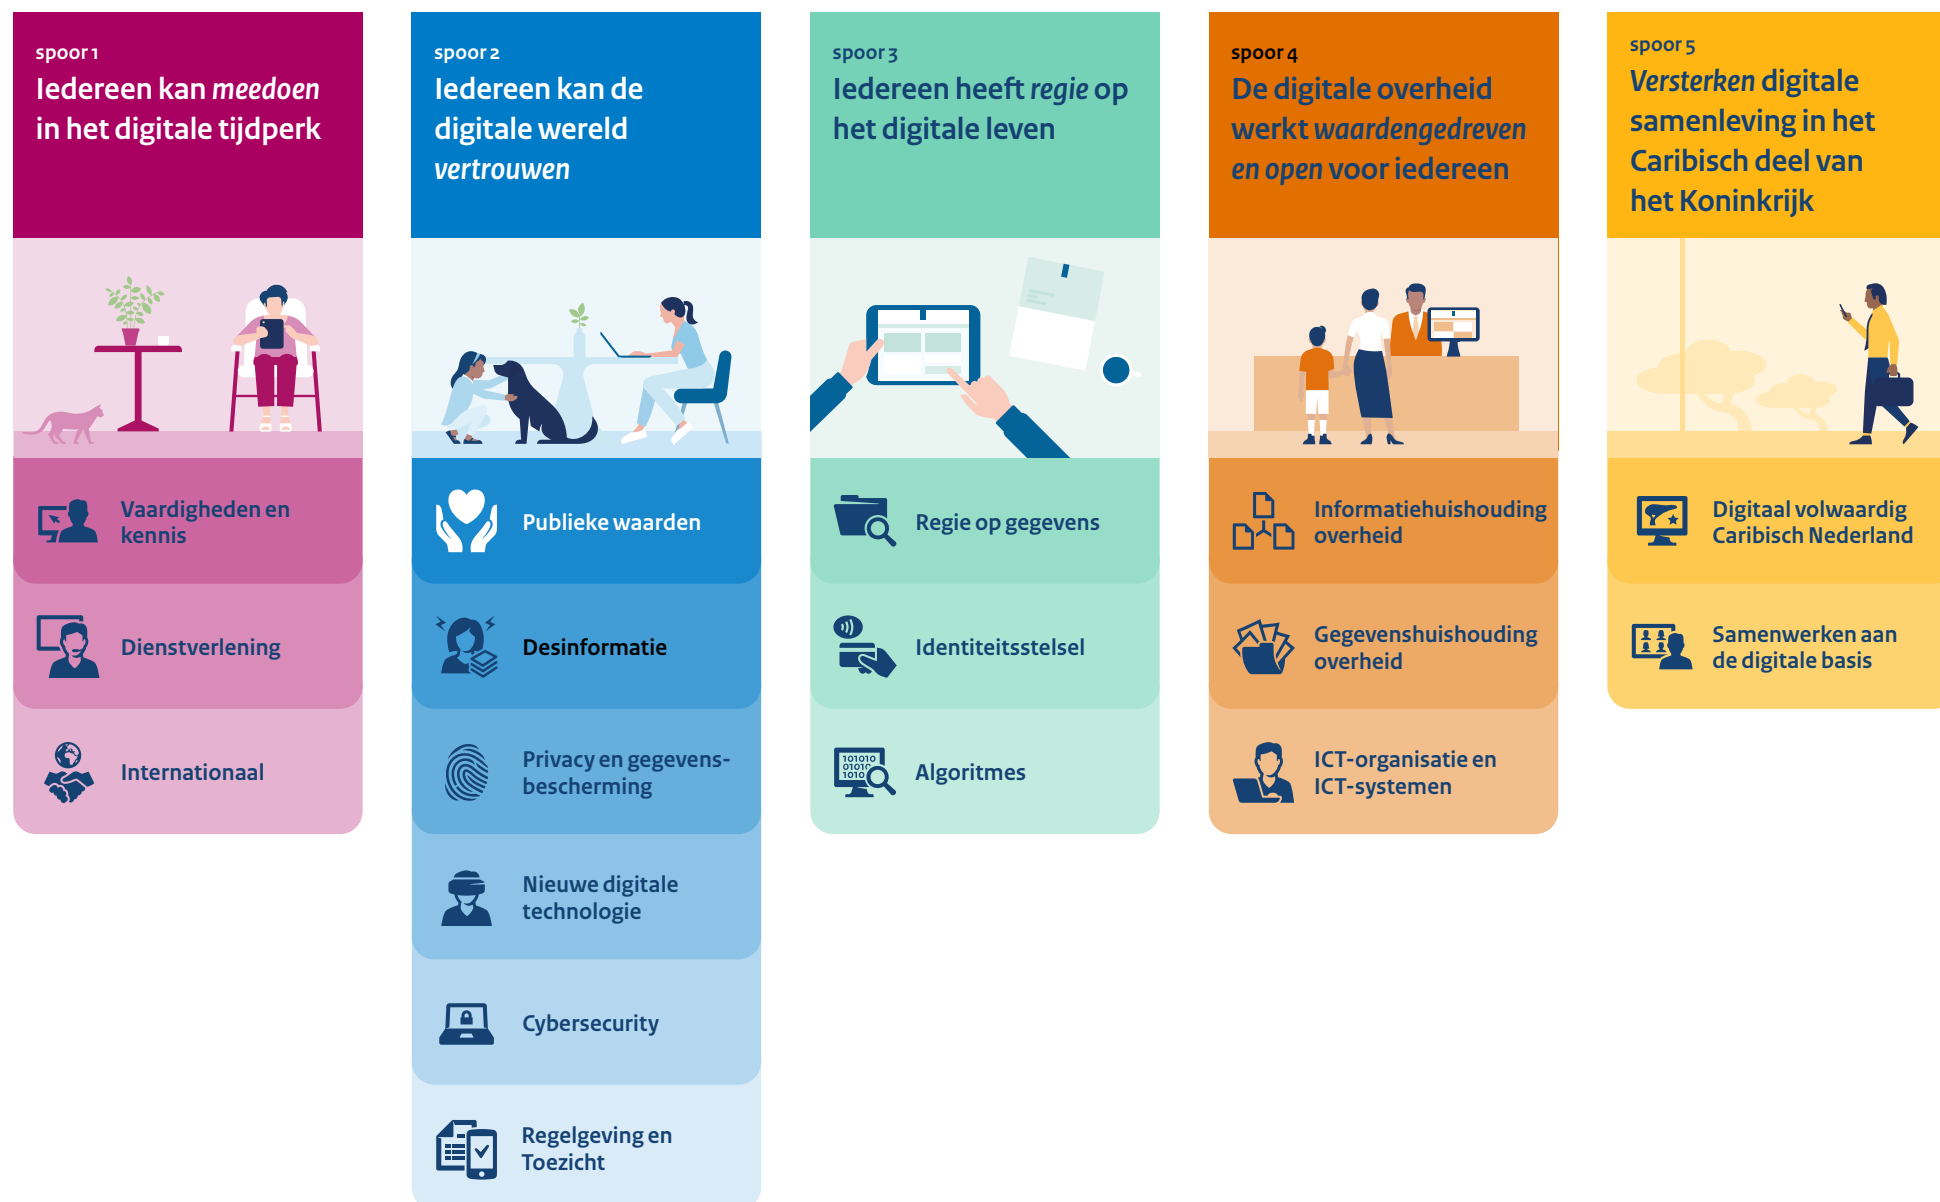 spoor 1
Iedereen kan meedoen
in het digitale tijdperk
Vaardigheden en
kennis
Dienstverlening
Internationaal
spoor 2
Iedereen kan de
digitale wereld
vertrouwen
Publieke waarden
Desinformatie
Privacy en gegevens-
bescherming
Nieuwe digitale
technologie
Cybersecurity
Regelgeving en
Toezicht
spoor 3
Iedereen heeft regie op
het digitale leven
Regie op gegevens
Identiteitsstelsel
101010
01010
1010
Algoritmes
spoor 4
De digitale overheid
werkt waardengedreven
en open voor iedereen
Informatiehuishouding
overheid
Gegevenshuishouding
overheid
ICT-organisatie en
ICT-systemen
spoor 5
Versterken digitale
samenleving in het
Caribisch deel van
het Koninkrijk
Digitaal volwaardig
Caribisch Nederland
Samenwerken aan
de digitale basis